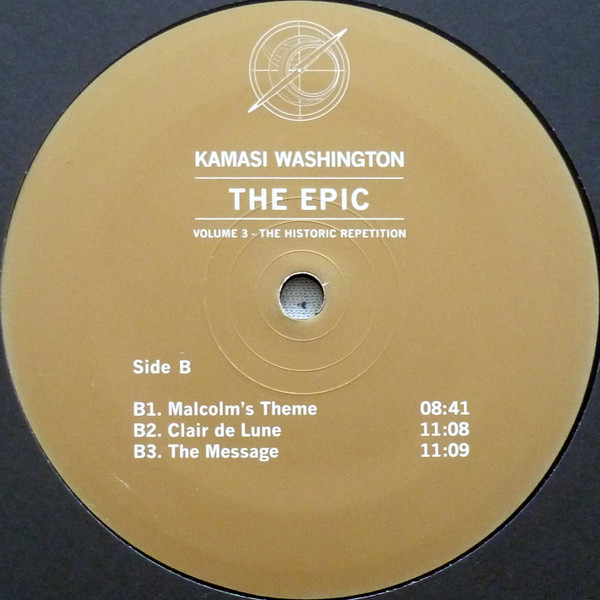 KAMASI WASHINGTON
THE EPIC
VOLUME 3 - THE HISTORIC REPETITION
Side B
B1. Malcolm's Theme 08:41
B2. Clair de Lune 11:08
B3. The Message 11:09